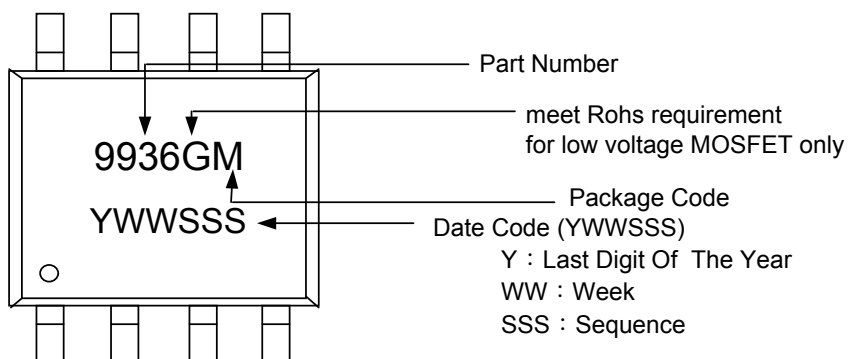 Part Number
meet Rohs requirement
for low voltage MOSFET only
9936GM
Package Code
YWWSSS
Date Code (YWWSSS)
Y：Last Digit Of The Year
WW：Week
SSS：Sequence